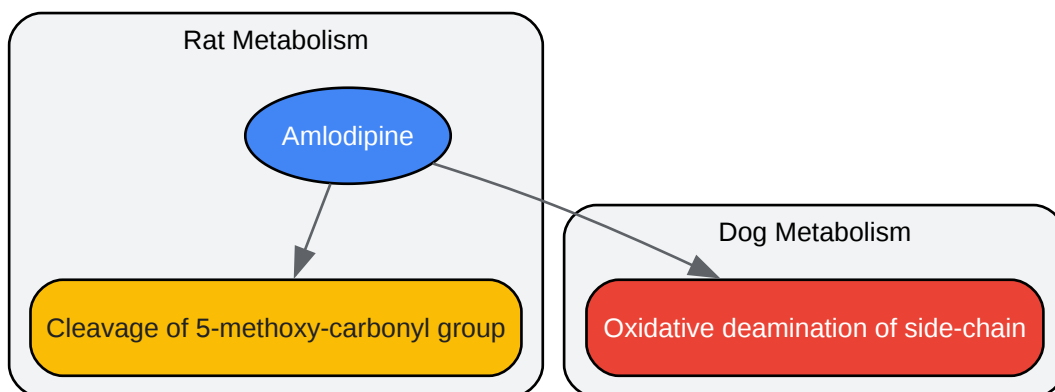 Rat Metabolism
Amlodipine
Dog Metabolism
Cleavage of 5-methoxy-carbonyl group
Oxidative deamination of side-chain